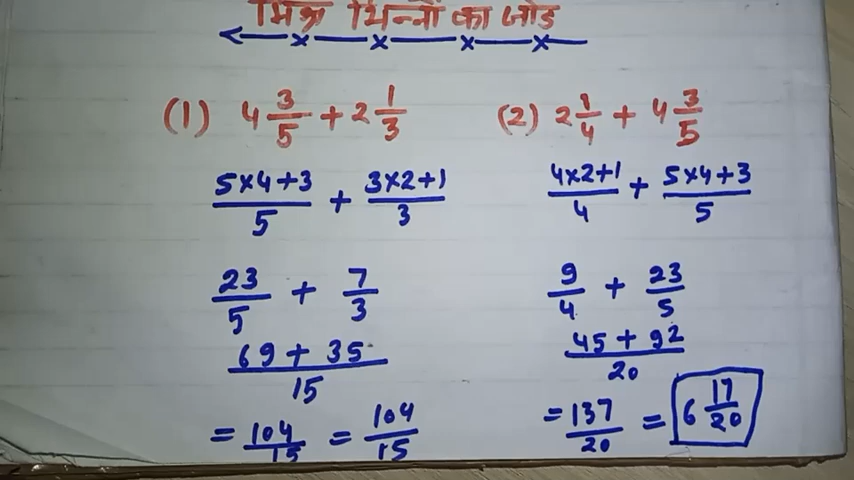 मिश्र भिन्नों का जोड़
(1) 4 3/5 + 2 1/3
5×4+3/5 + 3×2+1/3
23/5 + 7/3
69 + 35/15
= 104/15 = 104/15
(2) 2 1/4 + 4 3/5
4×2+1/4 + 5×4+3/5
9/4 + 23/5
45 + 92/20
= 137/20 = 6 17/20